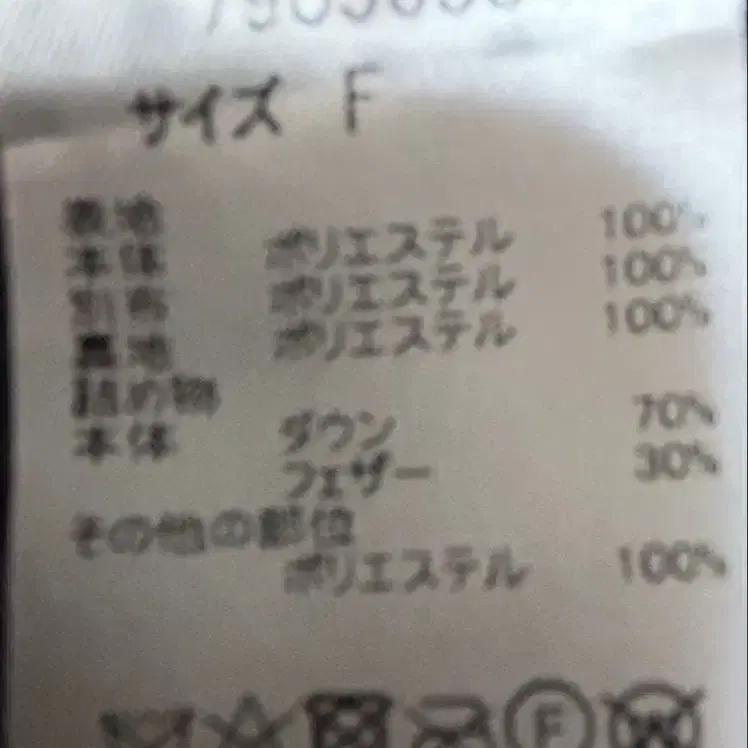 サイズ F
表地
本体 ポリエステル 100%
別布 ポリエステル 100%
裏地 ポリエステル 100%
詰め物
本体 ダウン 70%
フェザー 30%
その他の部位
ポリエステル 100%
F
W